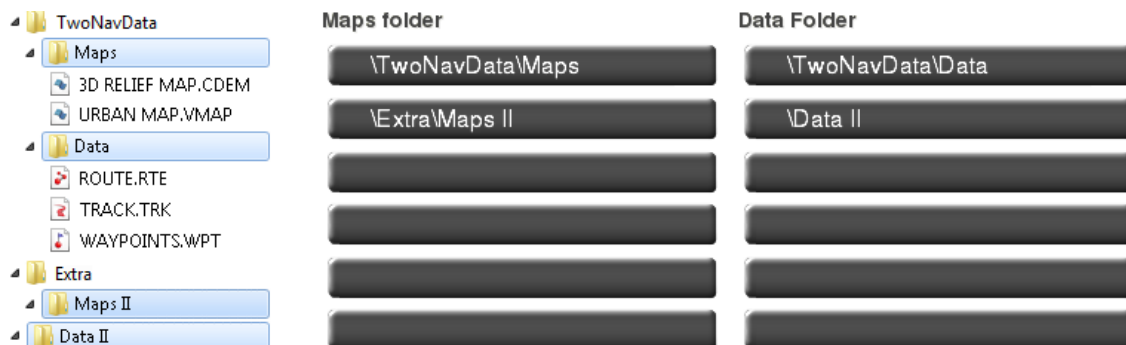 TwoNavData
Maps
3D RELIEF MAP.CDEM
URBAN MAP.VMAP
Data
ROUTE.RTE
TRACK.TRK
WAYPOINTS.WPT
Extra
Maps II
Data II
Maps folder
\TwoNavData\Maps
\Extra\Maps II
Data Folder
\TwoNavData\Data
\Data II